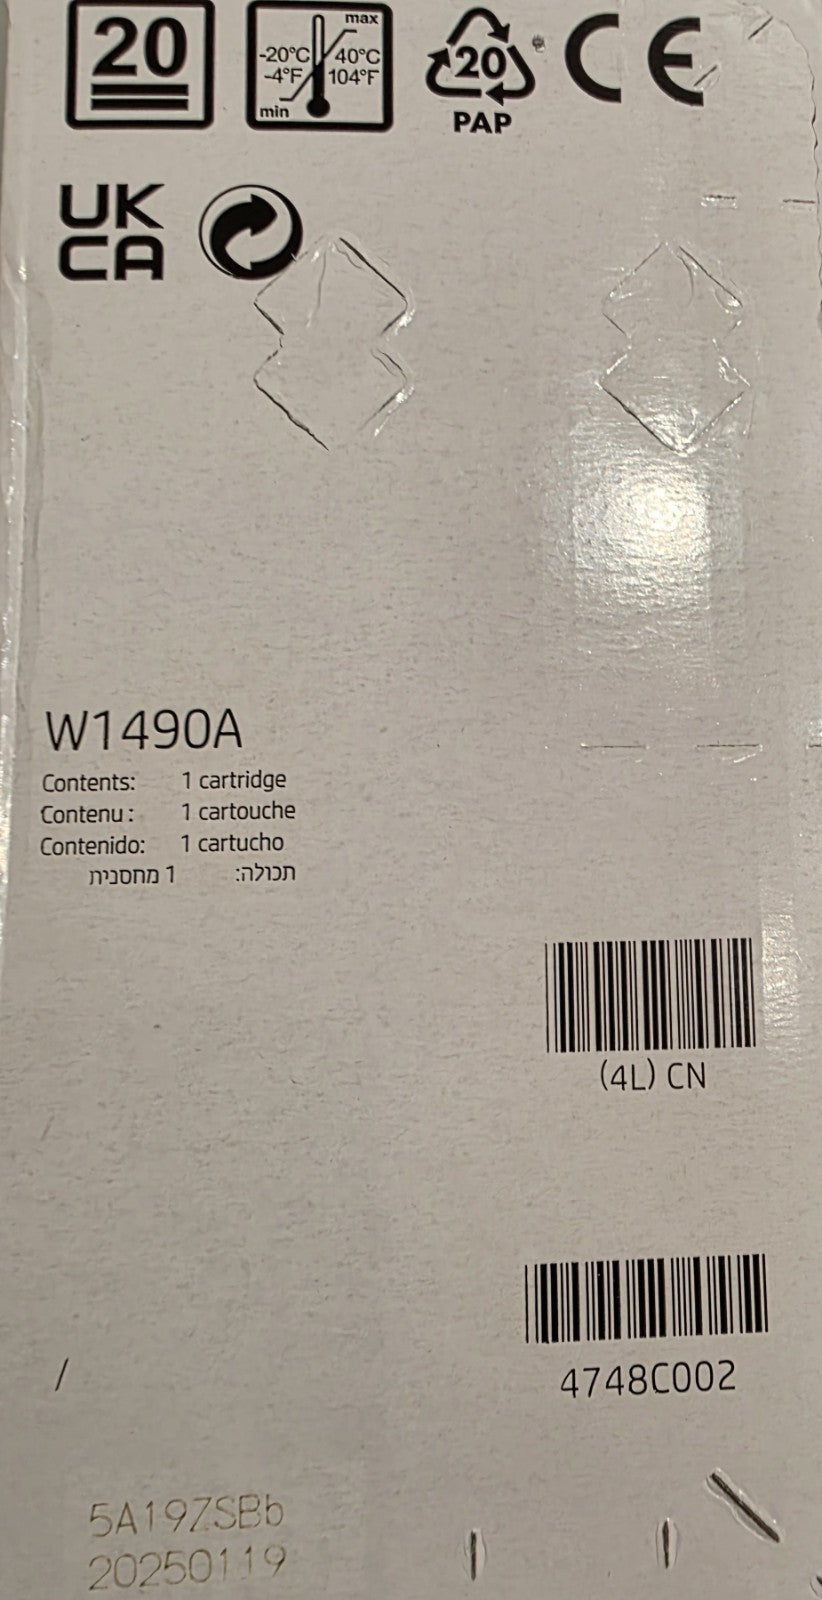 20
max
-20°C 40°C
-4°F 104°F
min
20
PAP
CE
UK
CA
W1490A
Contents: 1 cartridge
Contenu : 1 cartouche
Contenido: 1 cartucho
תכולה: 1 מחסנית
(4L) CN
4748C002
5A19ZSBb
20250119